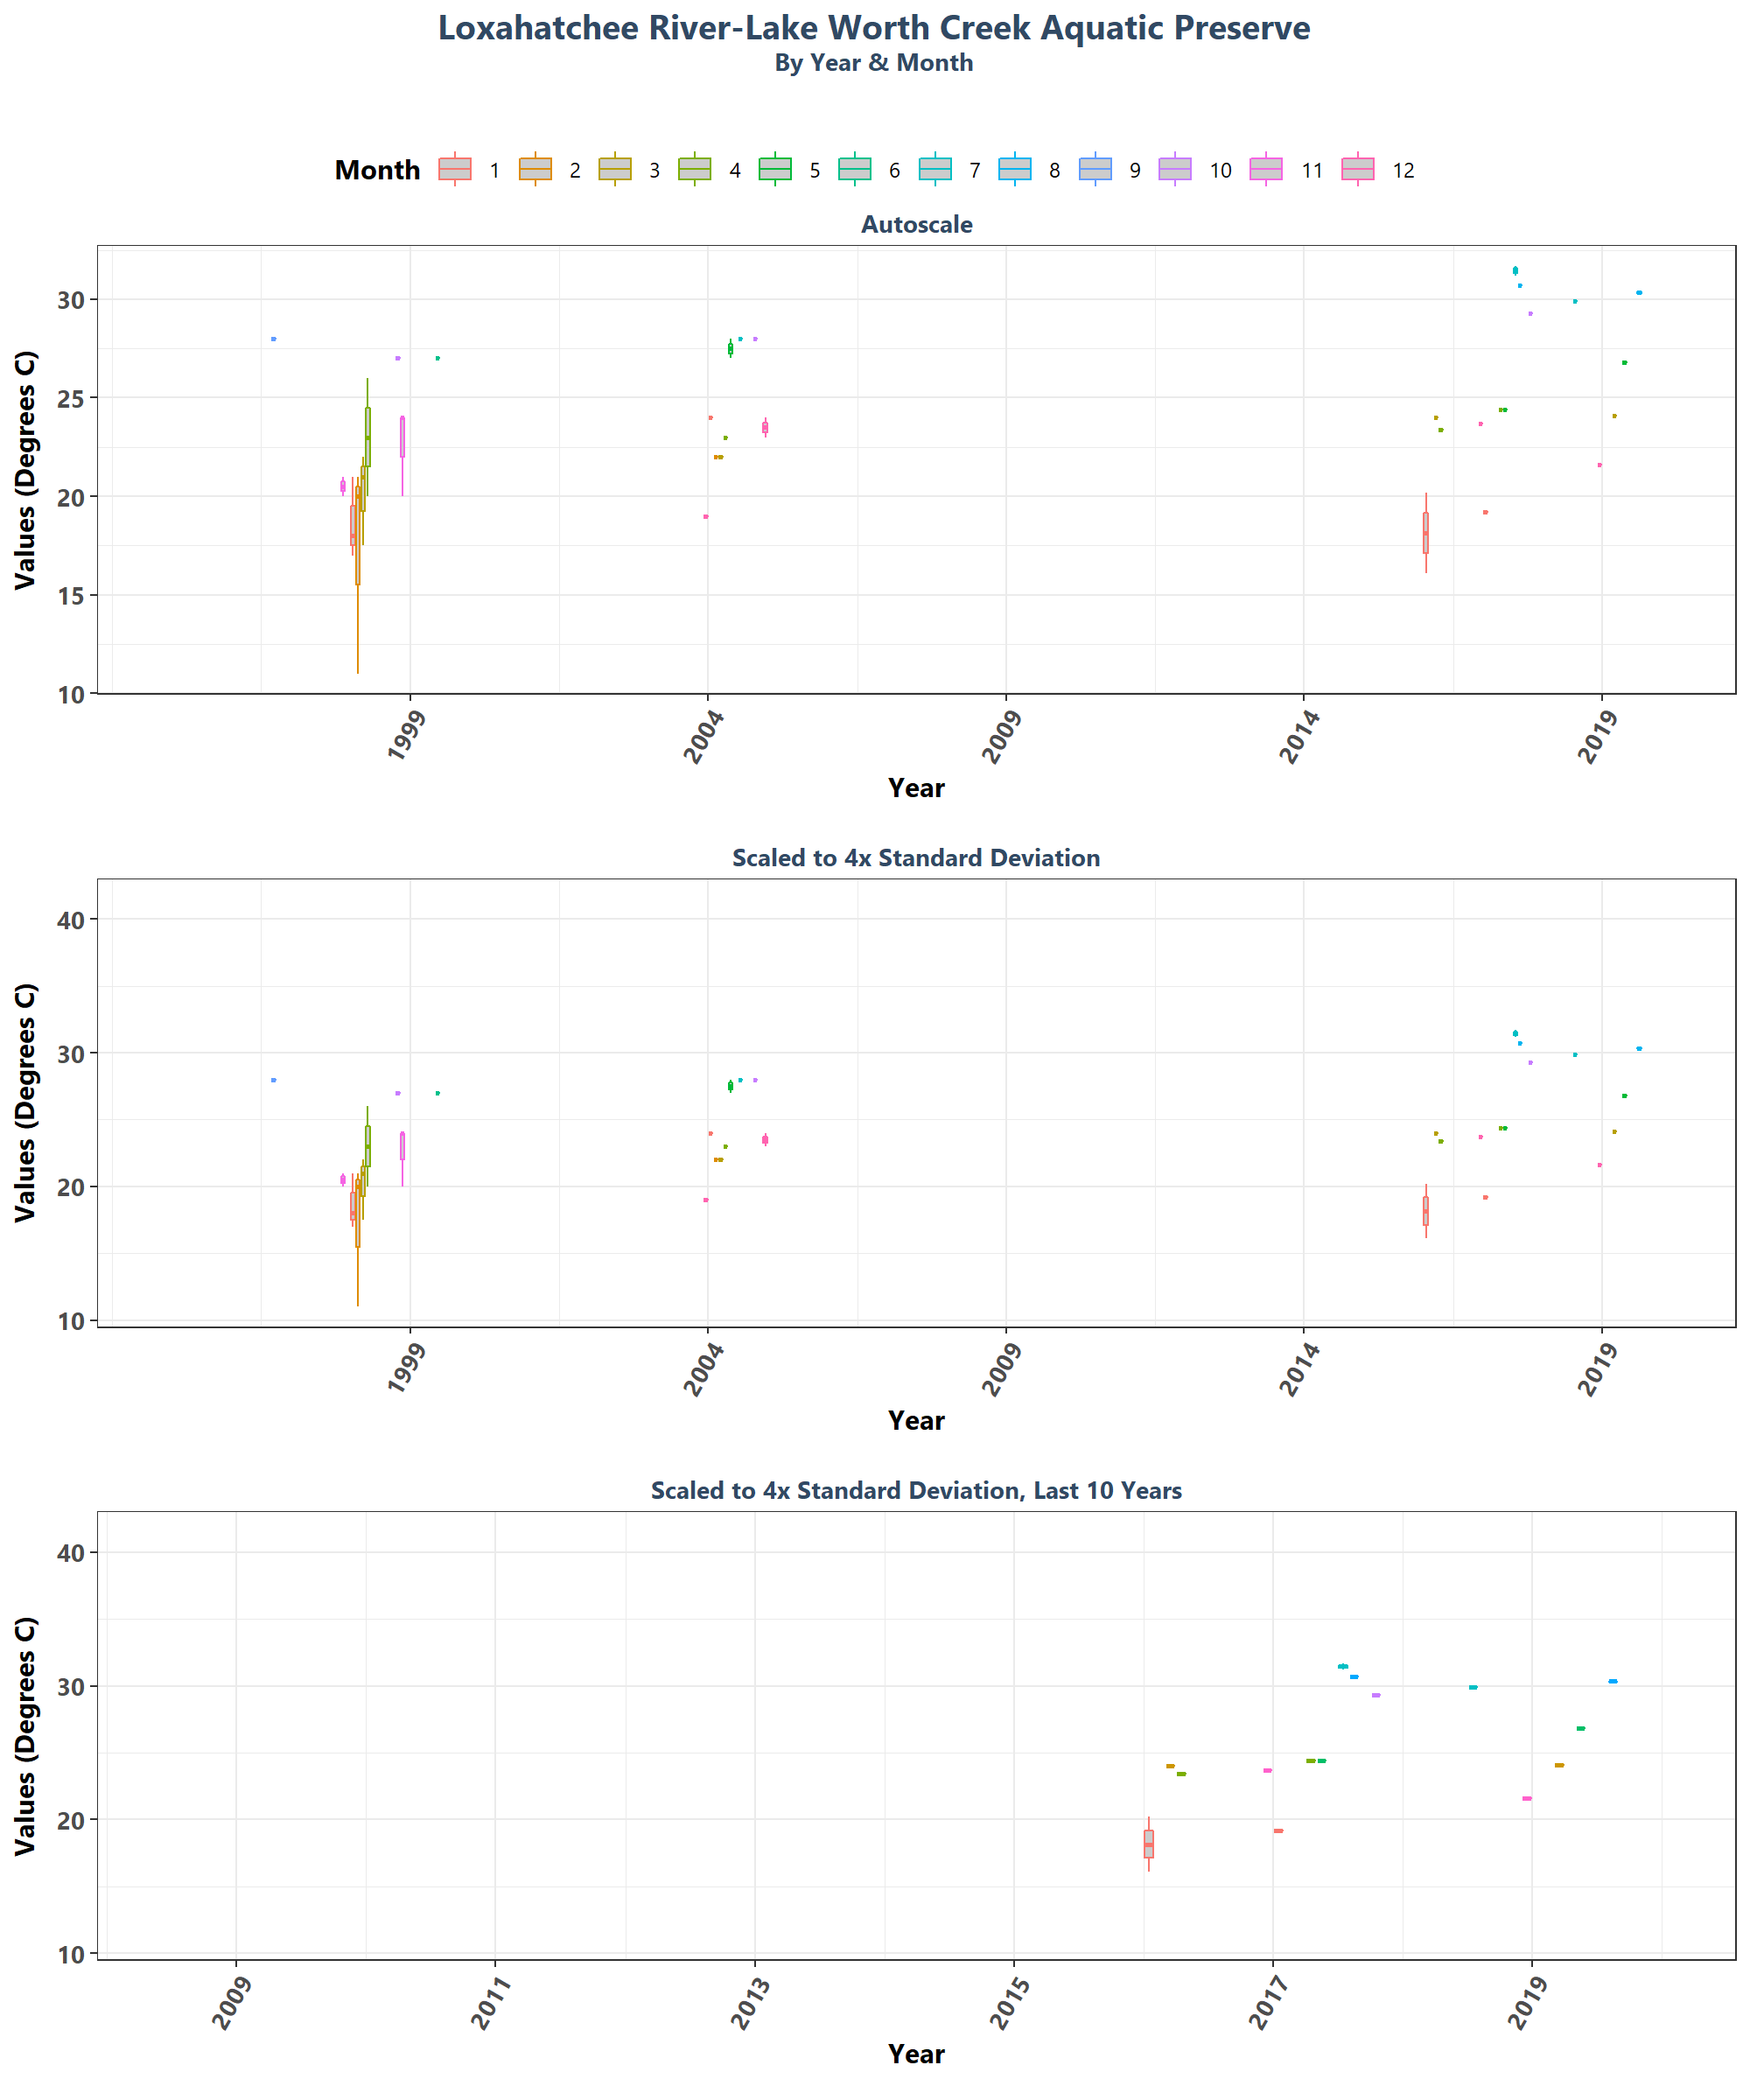 Loxahatchee River-Lake Worth Creek Aquatic Preserve
By Year & Month
Month 1 2 3 4 5 6 7 8 9 10 11 12
Autoscale
Values (Degrees C)
30
25
20
15
10
1999 2004 2009 2014 2019
Year
Scaled to 4x Standard Deviation
Values (Degrees C)
40
30
20
10
1999 2004 2009 2014 2019
Year
Scaled to 4x Standard Deviation, Last 10 Years
Values (Degrees C)
40
30
20
10
2009 2011 2013 2015 2017 2019
Year